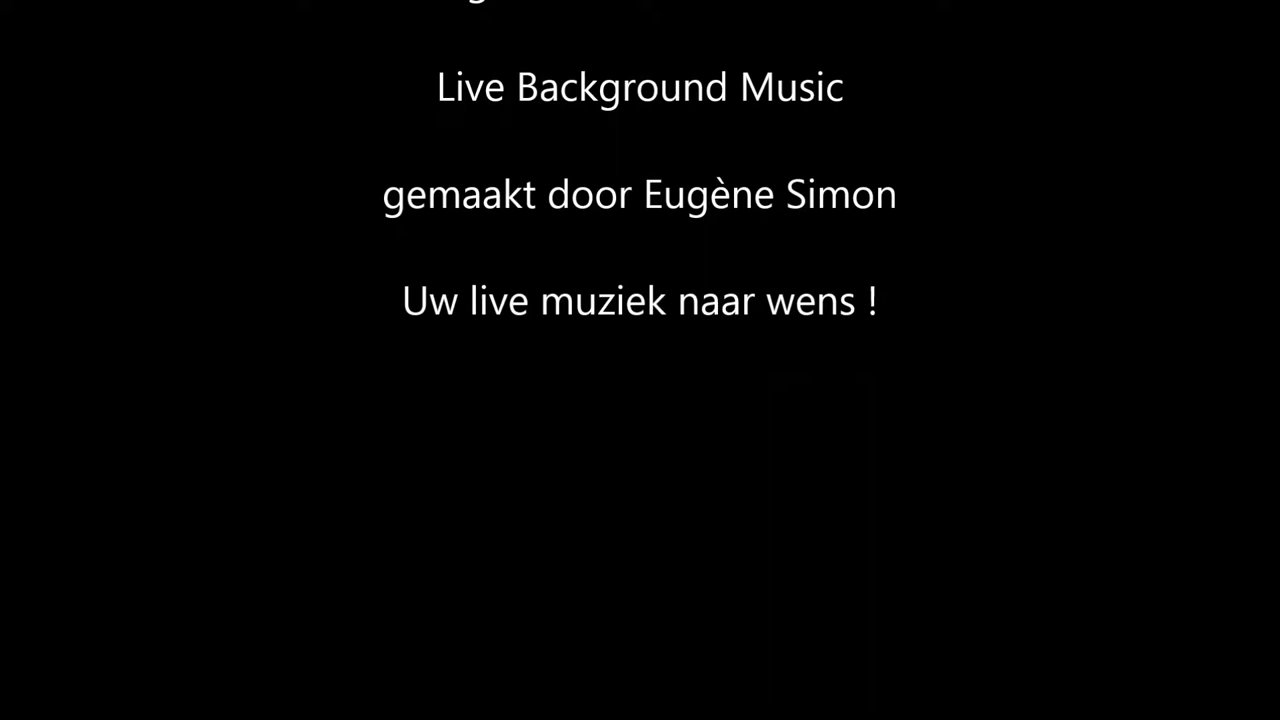 Live Background Music
gemaakt door Eugène Simon
Uw live muziek naar wens !